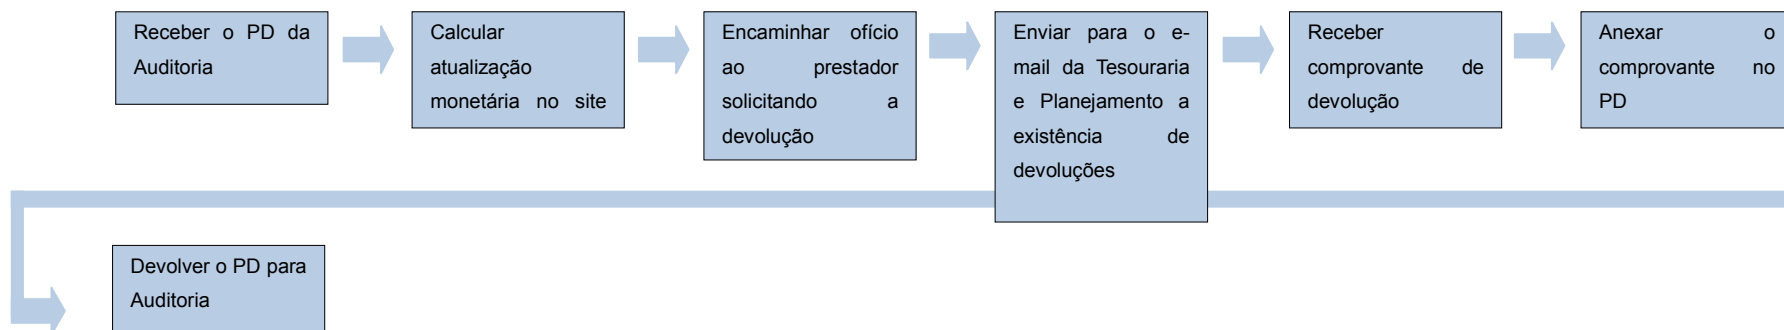 Receber o PD da
Auditoria
Calcular
atualização
monetária no site
Encaminhar ofício
ao prestador
solicitando a
devolução
Enviar para o e-
mail da Tesouraria
e Planejamento a
existência de
devoluções
Receber
comprovante de
devolução
Anexar o
comprovante no
PD
Devolver o PD para
Auditoria